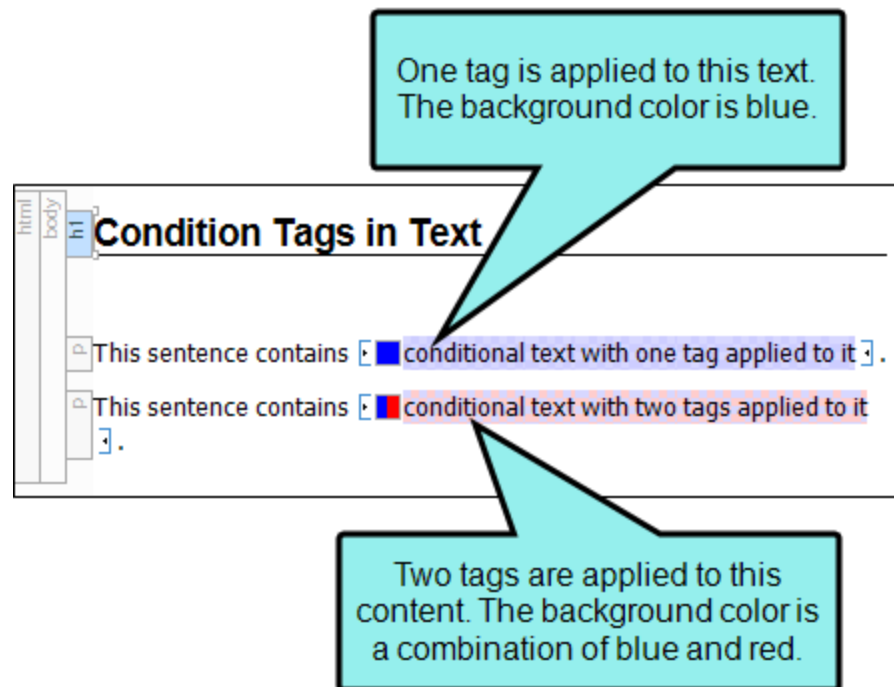 One tag is applied to this text.
The background color is blue.
html
body
h1
Condition Tags in Text
p
This sentence contains conditional text with one tag applied to it .
p
This sentence contains conditional text with two tags applied to it
.
Two tags are applied to this
content. The background color is
a combination of blue and red.